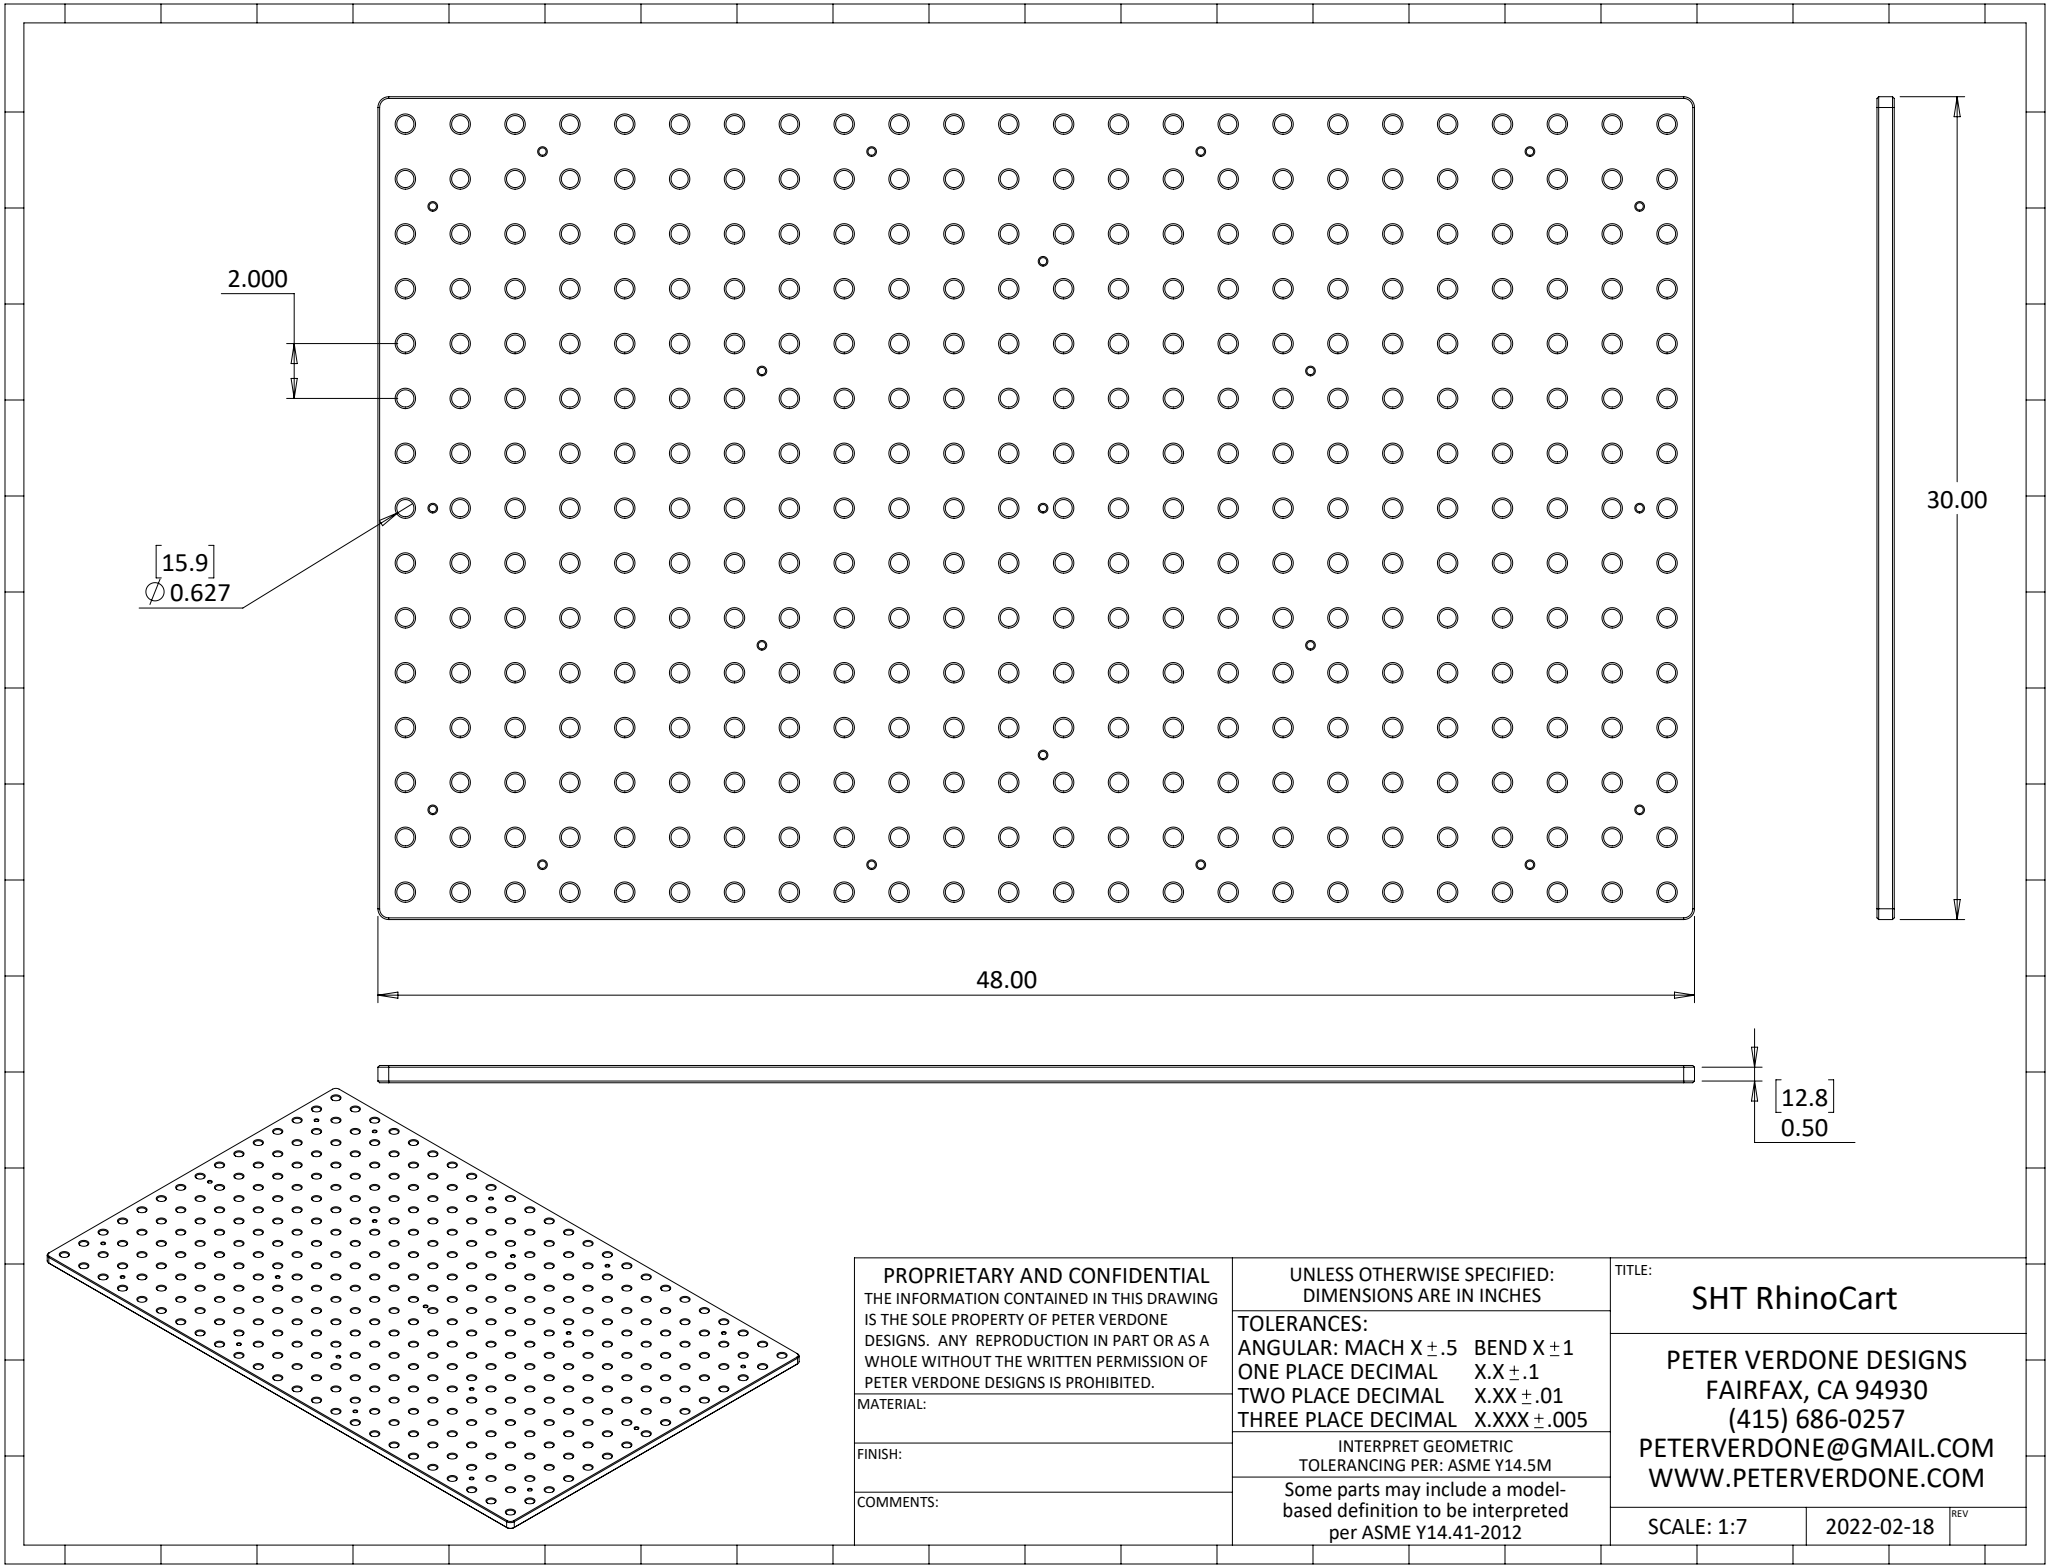 2.000
[15.9]
∅ 0.627
30.00
48.00
[12.8]
0.50
PROPRIETARY AND CONFIDENTIAL
THE INFORMATION CONTAINED IN THIS DRAWING
IS THE SOLE PROPERTY OF PETER VERDONE
DESIGNS. ANY REPRODUCTION IN PART OR AS A
WHOLE WITHOUT THE WRITTEN PERMISSION OF
PETER VERDONE DESIGNS IS PROHIBITED.
MATERIAL:
FINISH:
COMMENTS:
UNLESS OTHERWISE SPECIFIED:
DIMENSIONS ARE IN INCHES
TOLERANCES:
ANGULAR: MACH X ±.5 BEND X ±1
ONE PLACE DECIMAL X.X ±.1
TWO PLACE DECIMAL X.XX ±.01
THREE PLACE DECIMAL X.XXX ±.005
INTERPRET GEOMETRIC
TOLERANCING PER: ASME Y14.5M
Some parts may include a model-
based definition to be interpreted
per ASME Y14.41-2012
TITLE:
SHT RhinoCart
PETER VERDONE DESIGNS
FAIRFAX, CA 94930
(415) 686-0257
PETERVERDONE@GMAIL.COM
WWW.PETERVERDONE.COM
SCALE: 1:7
2022-02-18
REV